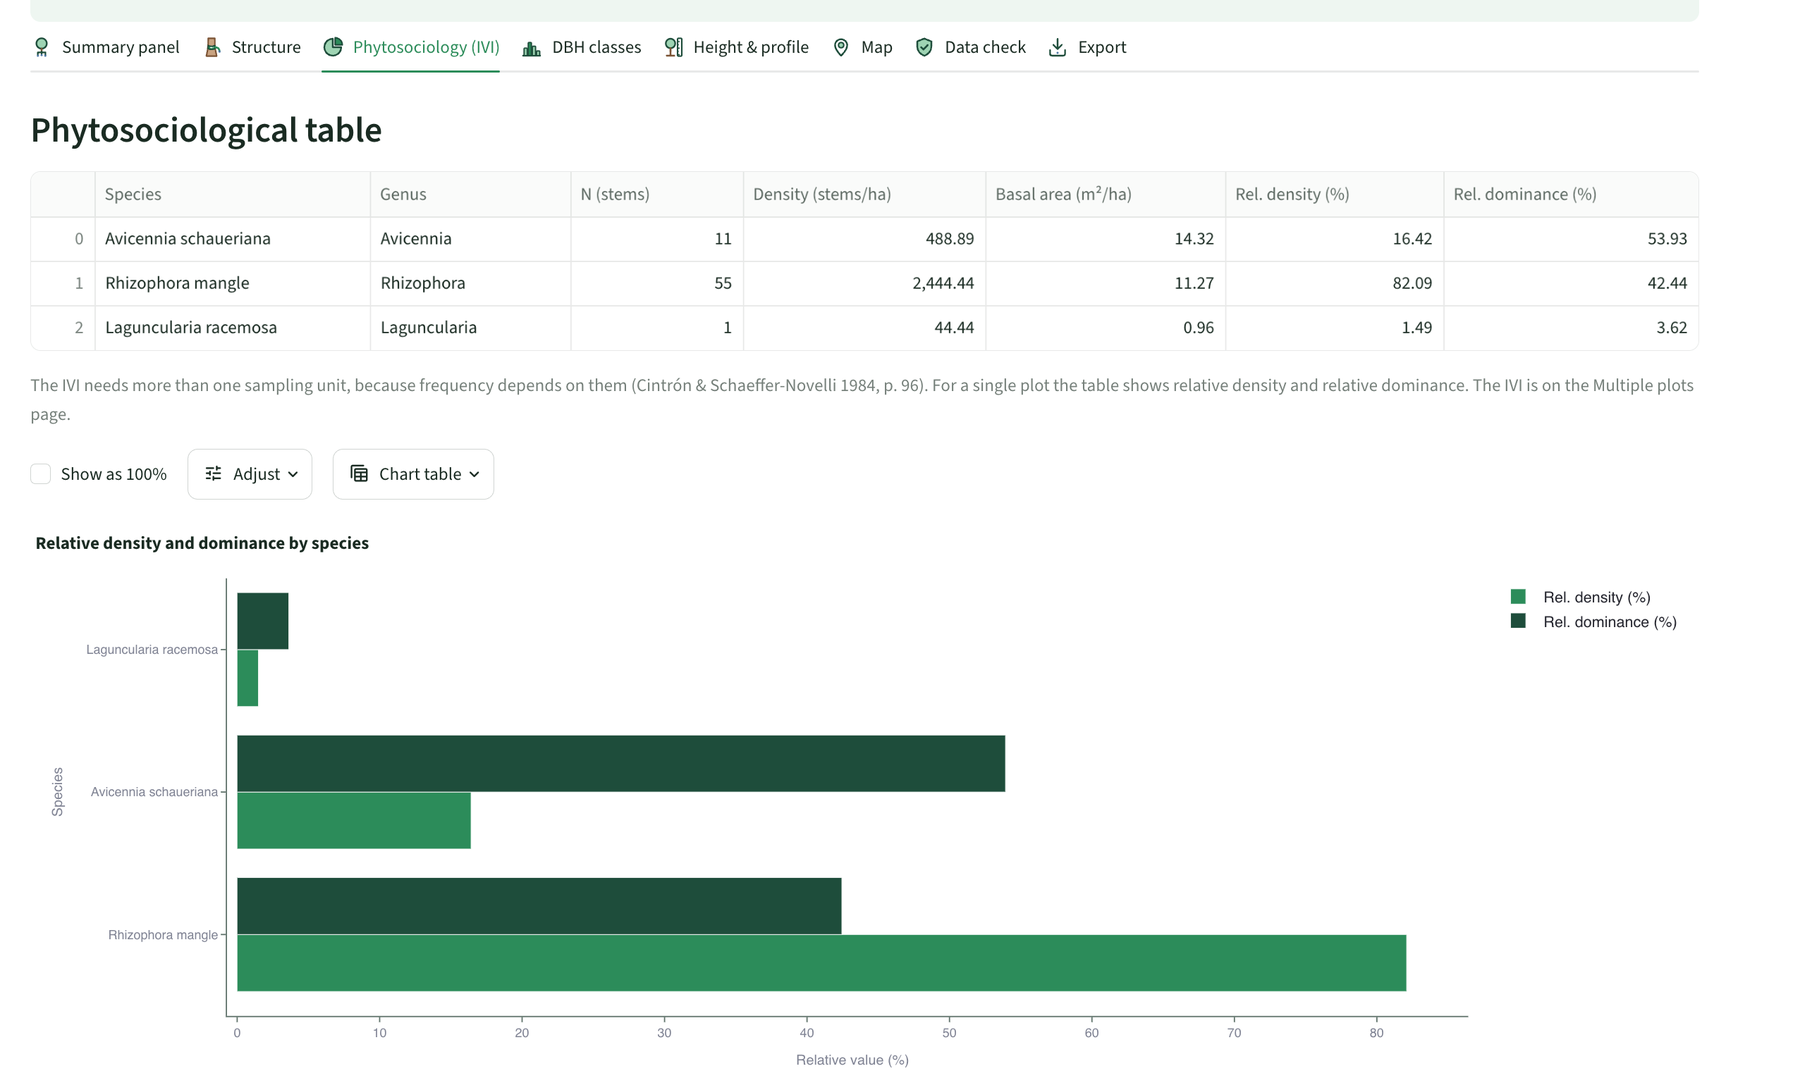 Summary panel Structure Phytosociology (IVI) DBH classes Height & profile Map Data check Export
Phytosociological table
Species Genus N (stems) Density (stems/ha) Basal area (m²/ha) Rel. density (%) Rel. dominance (%)
0 Avicennia schaueriana Avicennia 11 488.89 14.32 16.42 53.93
1 Rhizophora mangle Rhizophora 55 2,444.44 11.27 82.09 42.44
2 Laguncularia racemosa Laguncularia 1 44.44 0.96 1.49 3.62
The IVI needs more than one sampling unit, because frequency depends on them (Cintrón & Schaeffer-Novelli 1984, p. 96). For a single plot the table shows relative density and relative dominance. The IVI is on the Multiple plots
page.
Show as 100% Adjust Chart table
Relative density and dominance by species
Rel. density (%)
Rel. dominance (%)
Laguncularia racemosa
Species
Avicennia schaueriana
Rhizophora mangle
0 10 20 30 40 50 60 70 80
Relative value (%)